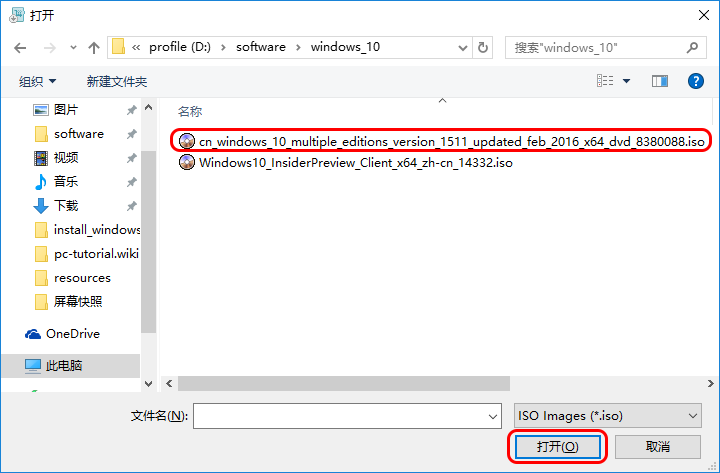 打开
« profile (D:) › software › windows_10
搜索"windows_10"
组织 新建文件夹
名称
图片
software
视频
音乐
下载
install_windows
pc-tutorial.wiki
resources
屏幕快照
OneDrive
此电脑
cn_windows_10_multiple_editions_version_1511_updated_feb_2016_x64_dvd_8380088.iso
Windows10_InsiderPreview_Client_x64_zh-cn_14332.iso
文件名(N):
ISO Images (*.iso)
打开(O) 取消